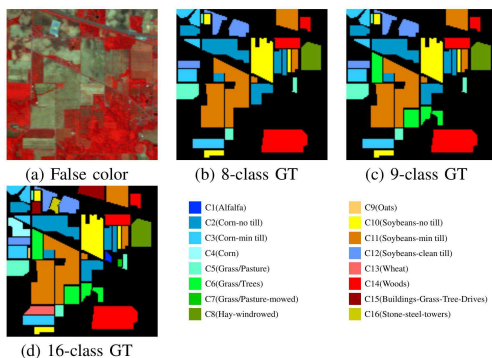 (a) False color
(b) 8-class GT
(c) 9-class GT
(d) 16-class GT
C1(Alfalfa)
C2(Corn-no till)
C3(Corn-min till)
C4(Corn)
C5(Grass/Pasture)
C6(Grass/Trees)
C7(Grass/Pasture-mowed)
C8(Hay-windrowed)
C9(Oats)
C10(Soybeans-no till)
C11(Soybeans-min till)
C12(Soybeans-clean till)
C13(Wheat)
C14(Woods)
C15(Buildings-Grass-Tree-Drives)
C16(Stone-steel-towers)